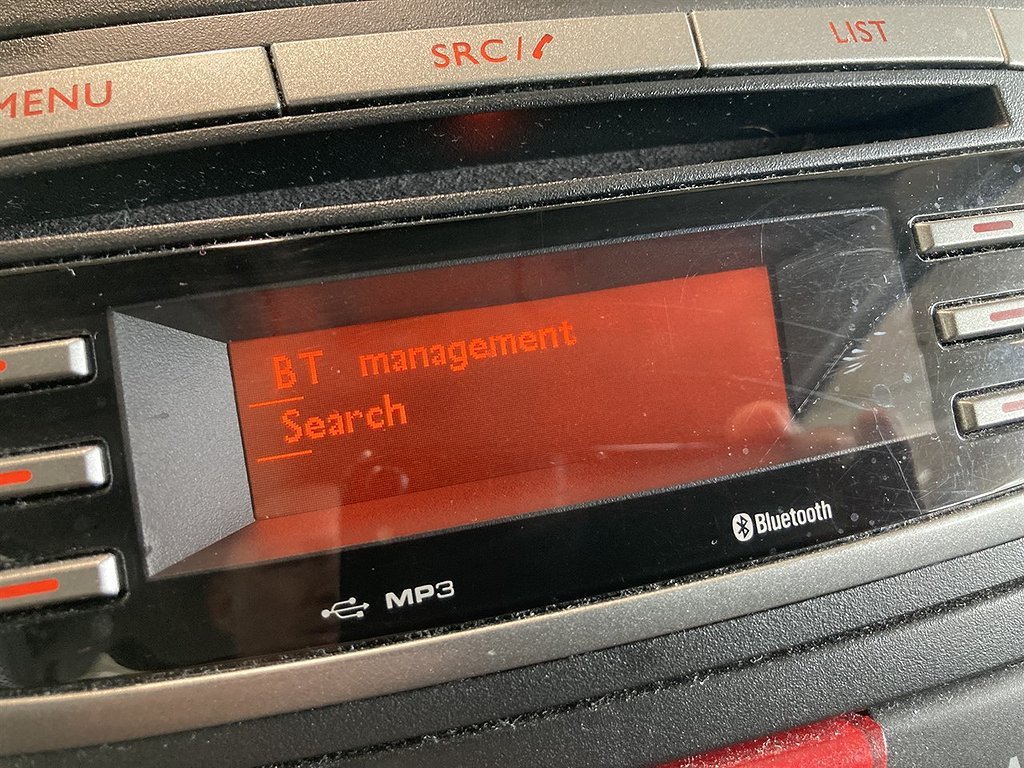 MENU
SRC/
LIST
BT management
Search
Bluetooth
MP3